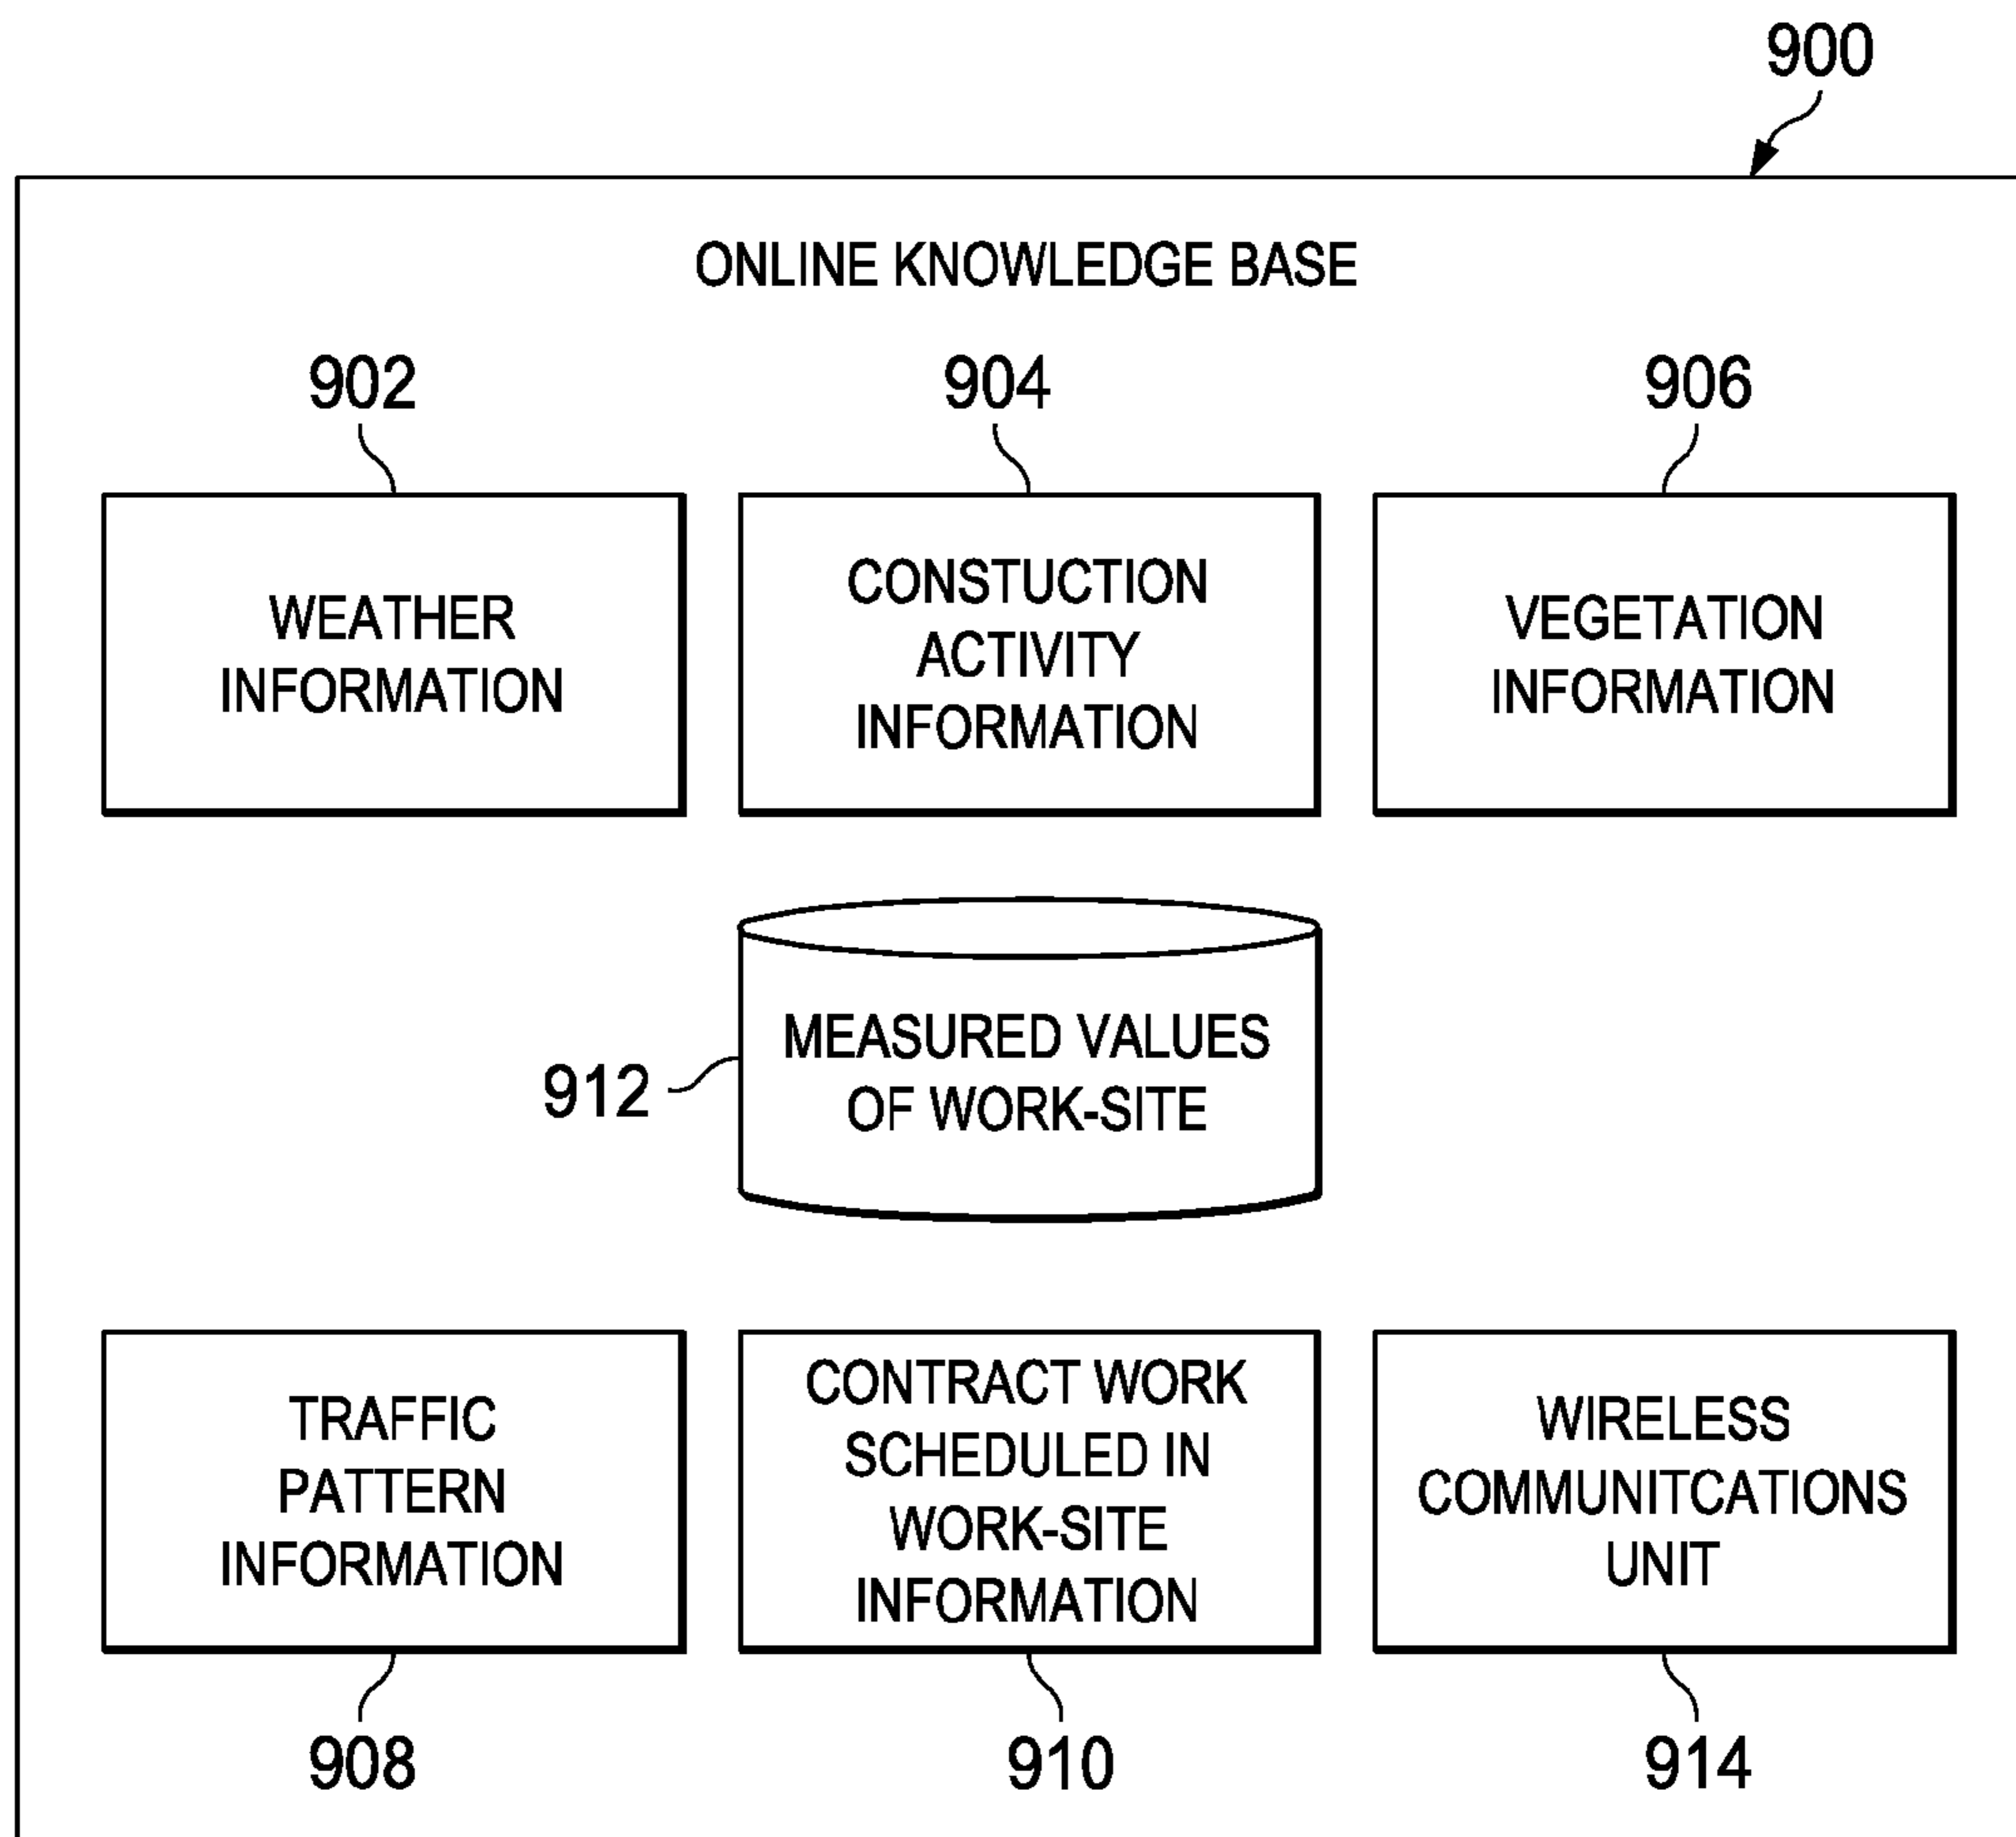 900
ONLINE KNOWLEDGE BASE
902
904
906
WEATHER
INFORMATION
CONSTUCTION
ACTIVITY
INFORMATION
VEGETATION
INFORMATION
MEASURED VALUES
OF WORK-SITE
912
TRAFFIC
PATTERN
INFORMATION
CONTRACT WORK
SCHEDULED IN
WORK-SITE
INFORMATION
WIRELESS
COMMUNITCATIONS
UNIT
908
910
914